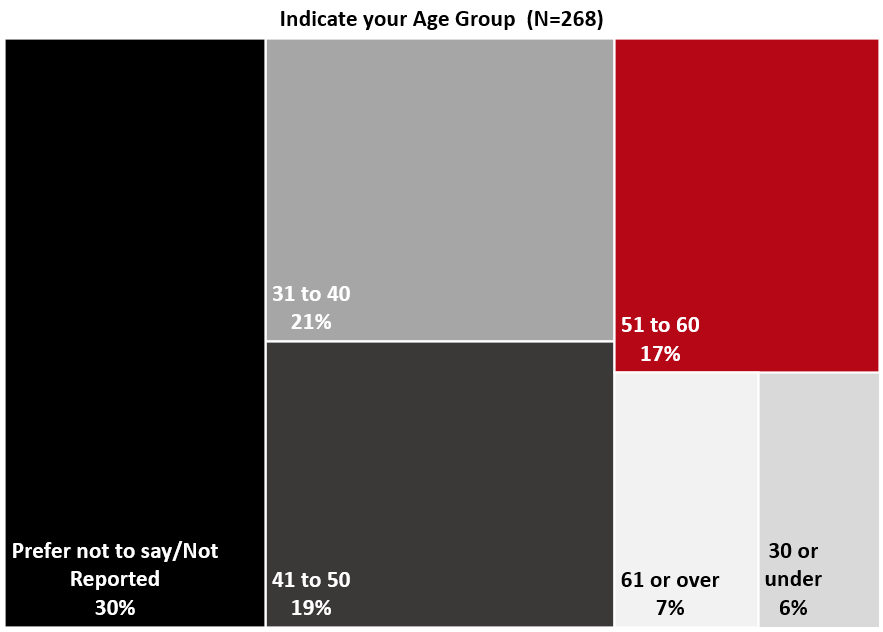 Indicate your Age Group (N=268)
Prefer not to say/Not
Reported
30%
31 to 40
21%
41 to 50
19%
51 to 60
17%
61 or over
7%
30 or
under
6%